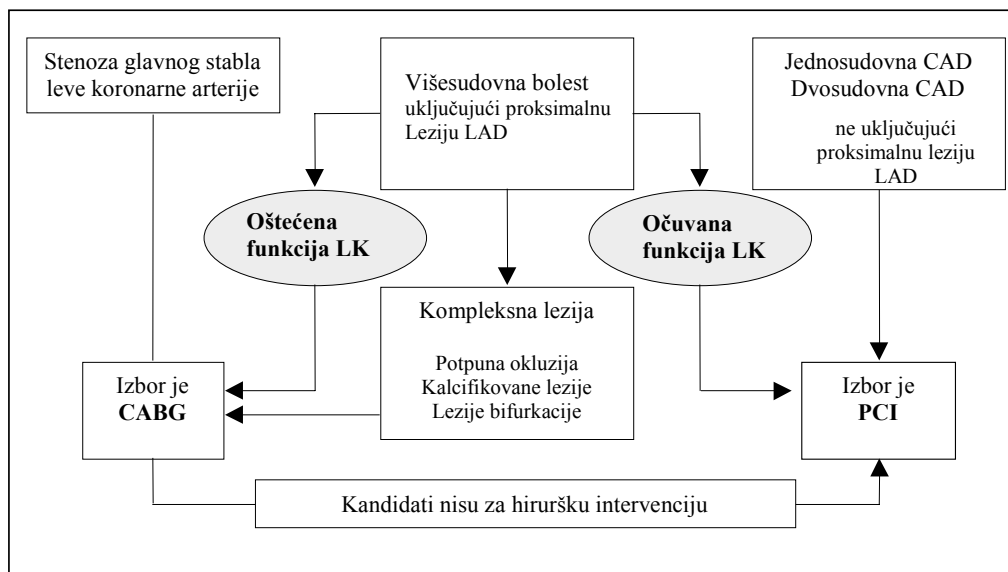 Stenoza glavnog stabla
leve koronarne arterije
Višesudovna bolest
uključujući proksimalnu
Leziju LAD
Jednosudovna CAD
Dvosudovna CAD
ne uključujući
proksimalnu leziju
LAD
Oštećena
funkcija LK
Očuvana
funkcija LK
Kompleksna lezija
Potpuna okluzija
Kalcifikovane lezije
Lezije bifurkacije
Izbor je
CABG
Izbor je
PCI
Kandidati nisu za hiruršku intervenciju